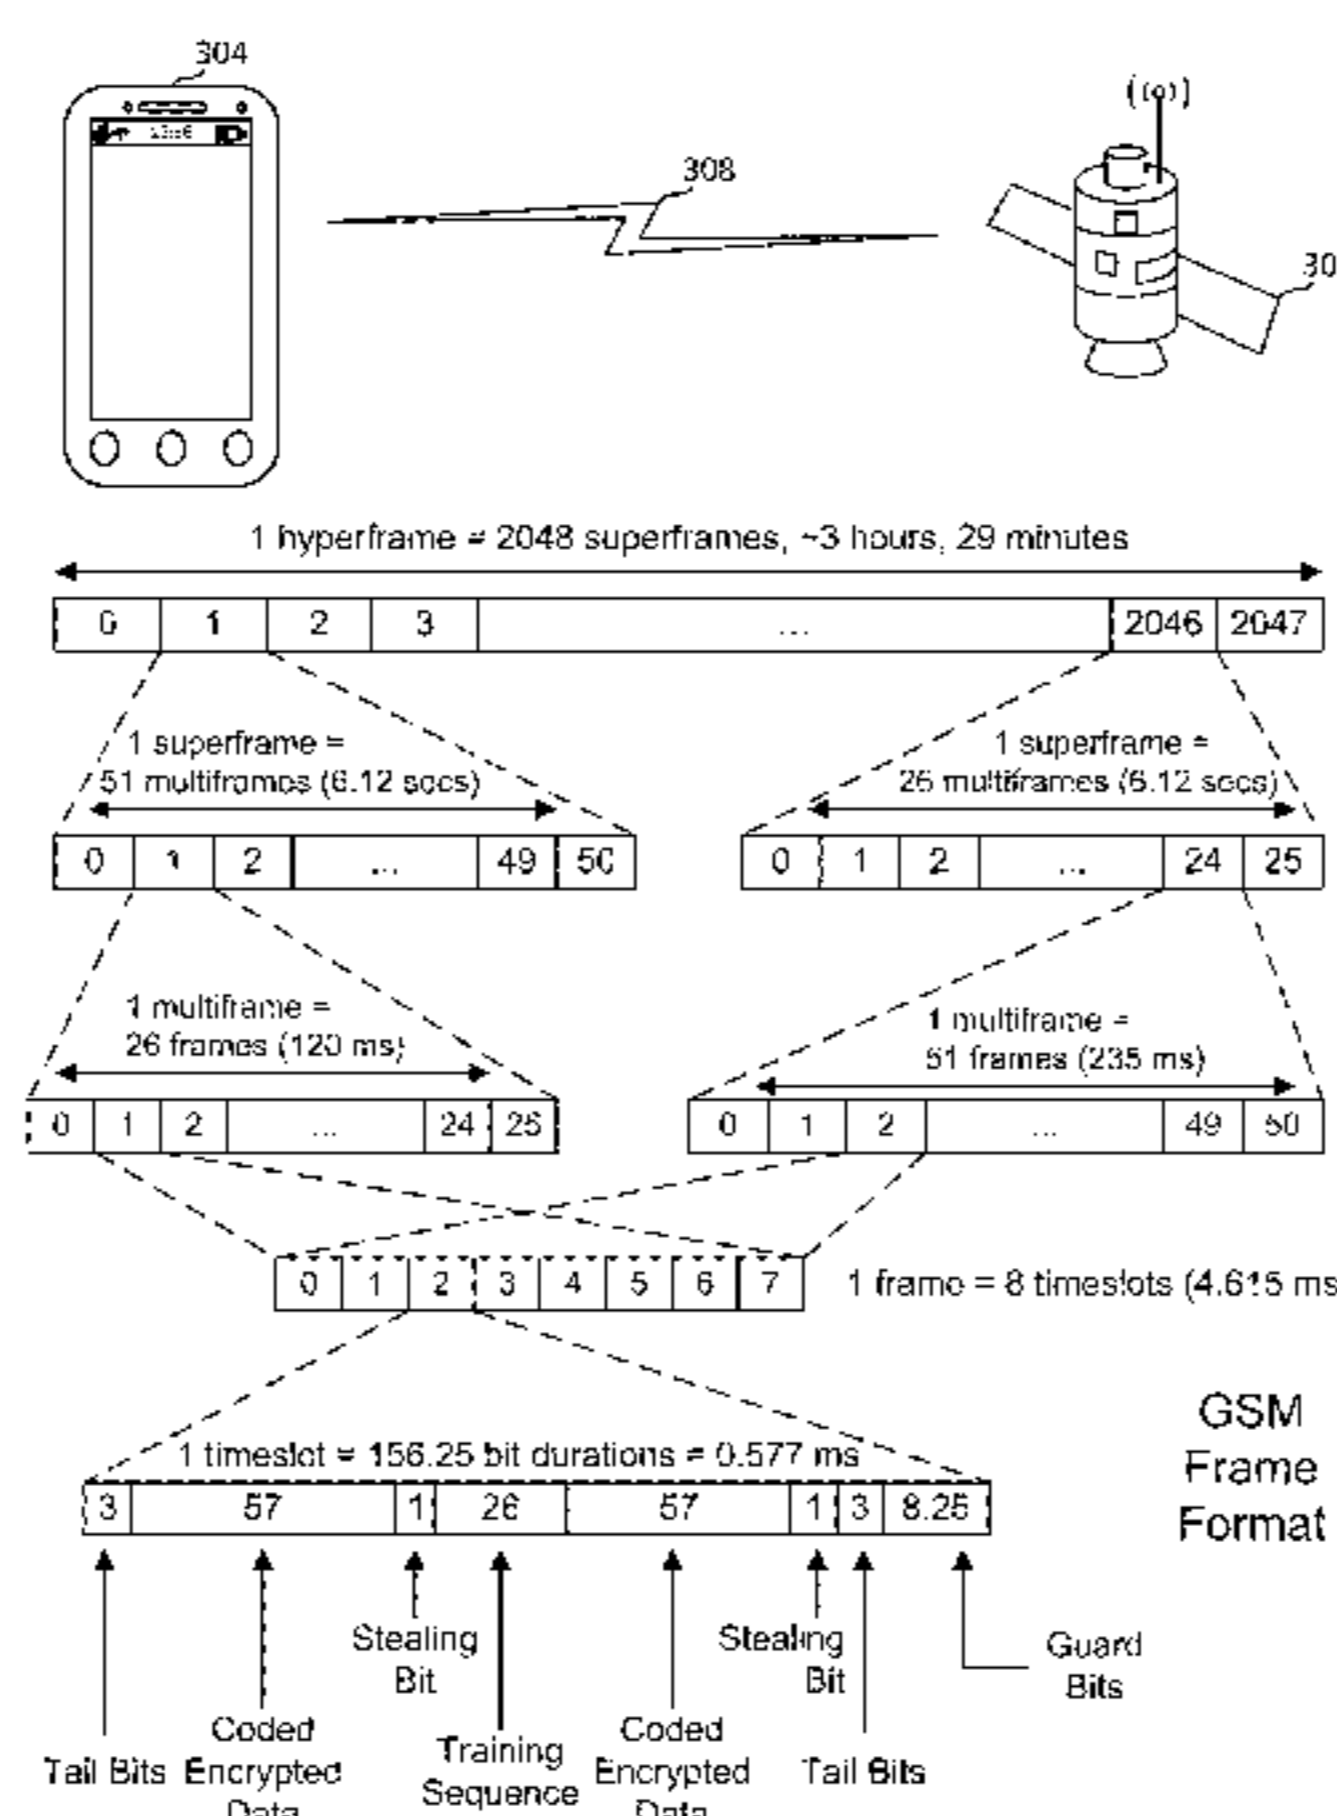 304
308
30
1 hyperframe = 2048 superframes, ~3 hours, 29 minutes
0 1 2 3 ... 2046 2047
1 superframe =
51 multiframes (6.12 secs)
1 superframe =
26 multiframes (6.12 secs)
0 1 2 ... 49 50
0 1 2 ... 24 25
1 multiframe =
26 frames (120 ms)
1 multiframe =
51 frames (235 ms)
0 1 2 ... 24 25
0 1 2 ... 49 50
0 1 2 3 4 5 6 7
1 frame = 8 timeslots (4.615 ms
GSM
Frame
Format
1 timeslot = 156.25 bit durations = 0.577 ms
3 57 1 26 57 1 3 8.25
Stealing
Bit
Stealing
Bit
Guard
Bits
Tail Bits
Coded
Encrypted
Data
Training
Sequence
Coded
Encrypted
Data
Tail Bits